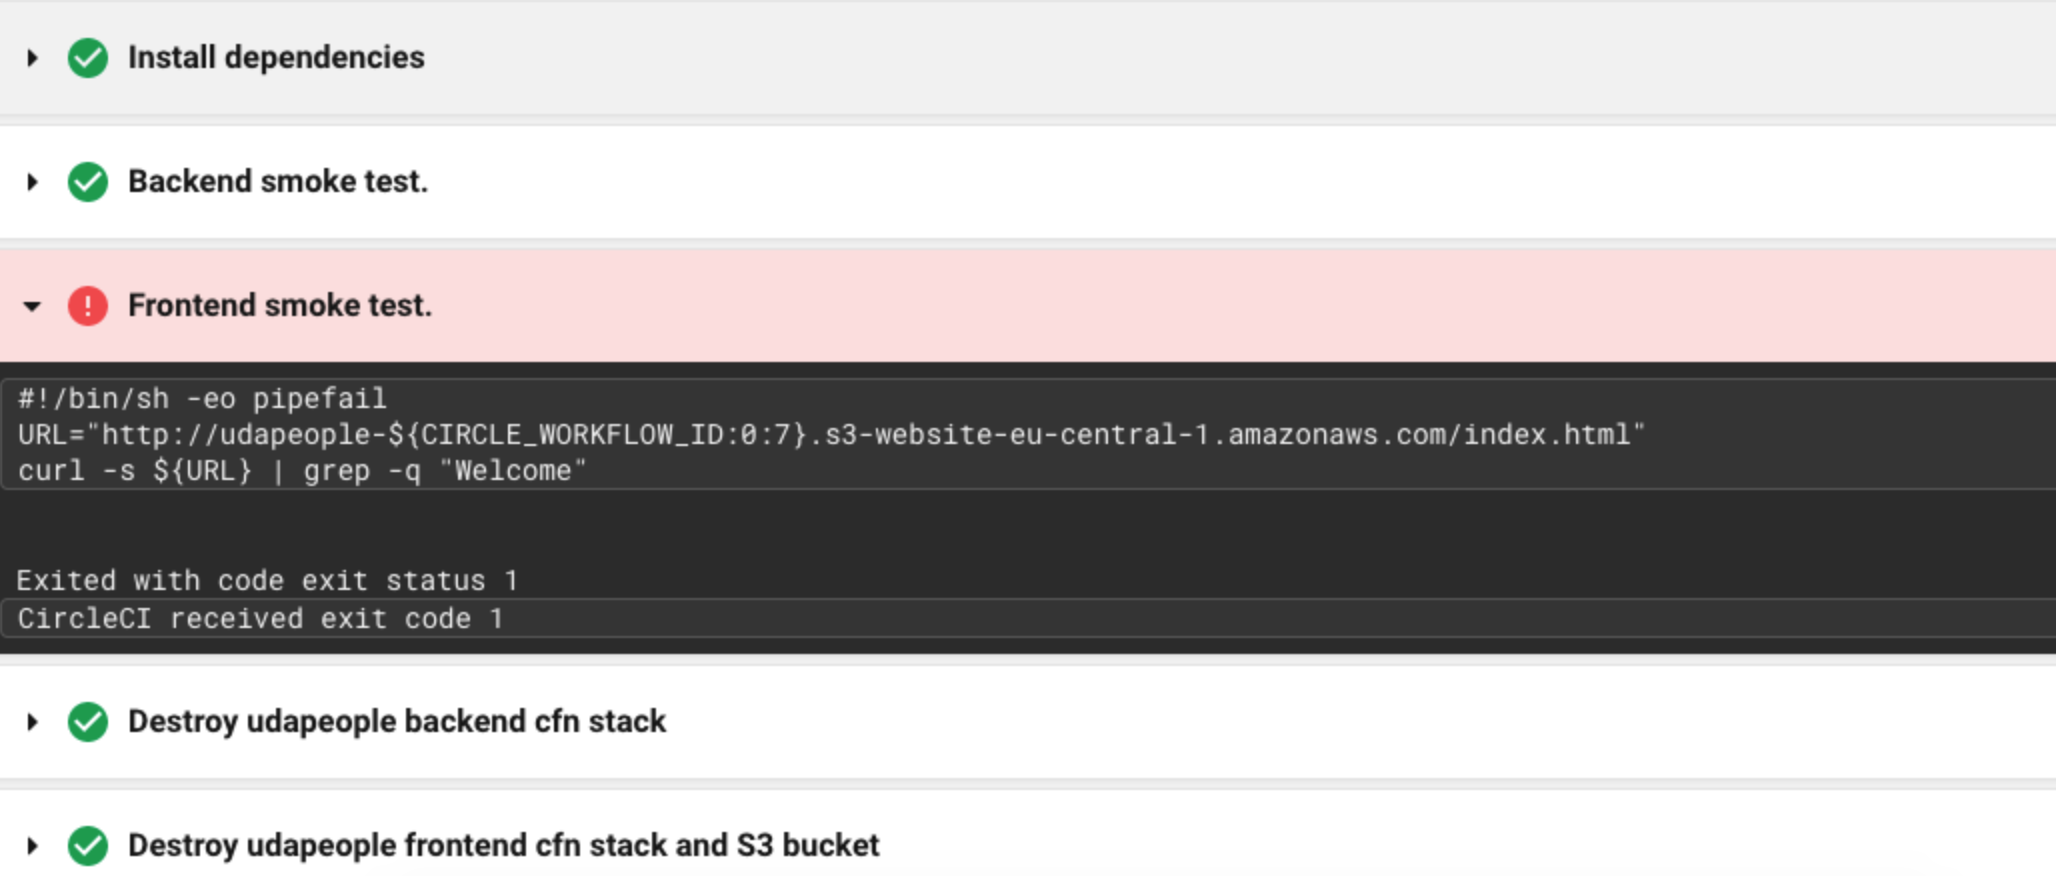 Install dependencies
Backend smoke test.
Frontend smoke test.
#!/bin/sh -eo pipefail
URL="http://udapeople-${CIRCLE_WORKFLOW_ID:0:7}.s3-website-eu-central-1.amazonaws.com/index.html"
curl -s ${URL} | grep -q "Welcome"
Exited with code exit status 1
CircleCI received exit code 1
Destroy udapeople backend cfn stack
Destroy udapeople frontend cfn stack and S3 bucket